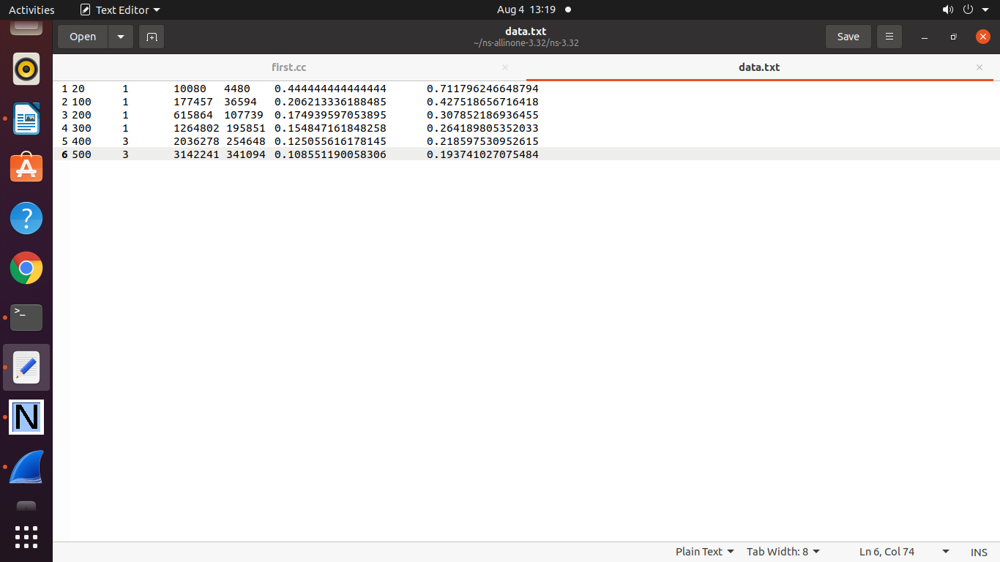 Activities Text Editor Aug 4 13:19
Open data.txt Save
~/ns-allinone-3.32/ns-3.32
first.cc data.txt
1 20 1 10080 4480 0.444444444444444 0.711796246648794
2 100 1 177457 36594 0.206213336188485 0.427518656716418
3 200 1 615864 107739 0.174939597053895 0.307852186936455
4 300 1 1264802 195851 0.154847161848258 0.264189805352033
5 400 3 2036278 254648 0.125055616178145 0.218597530952615
6 500 3 3142241 341094 0.108551190058306 0.193741027075484
>_
N
Plain Text Tab Width: 8 Ln 6, Col 74 INS